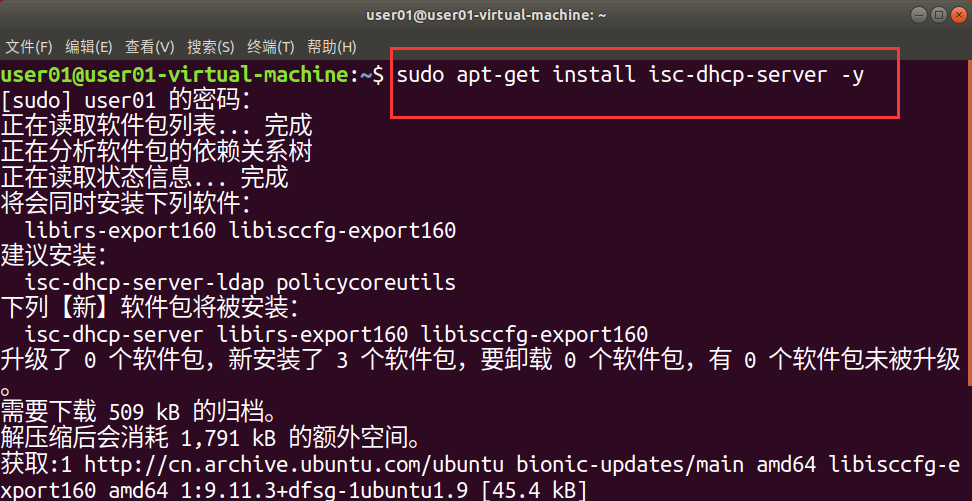 user01@user01-virtual-machine: ~
文件(F) 编辑(E) 查看(V) 搜索(S) 终端(T) 帮助(H)
user01@user01-virtual-machine:~$ sudo apt-get install isc-dhcp-server -y
[sudo] user01 的密码：
正在读取软件包列表... 完成
正在分析软件包的依赖关系树
正在读取状态信息... 完成
将会同时安装下列软件：
  libirs-export160 libisccfg-export160
建议安装：
  isc-dhcp-server-ldap policycoreutils
下列【新】软件包将被安装：
  isc-dhcp-server libirs-export160 libisccfg-export160
升级了 0 个软件包，新安装了 3 个软件包，要卸载 0 个软件包，有 0 个软件包未被升级
。
需要下载 509 kB 的归档。
解压缩后会消耗 1,791 kB 的额外空间。
获取:1 http://cn.archive.ubuntu.com/ubuntu bionic-updates/main amd64 libisccfg-e
xport160 amd64 1:9.11.3+dfsg-1ubuntu1.9 [45.4 kB]